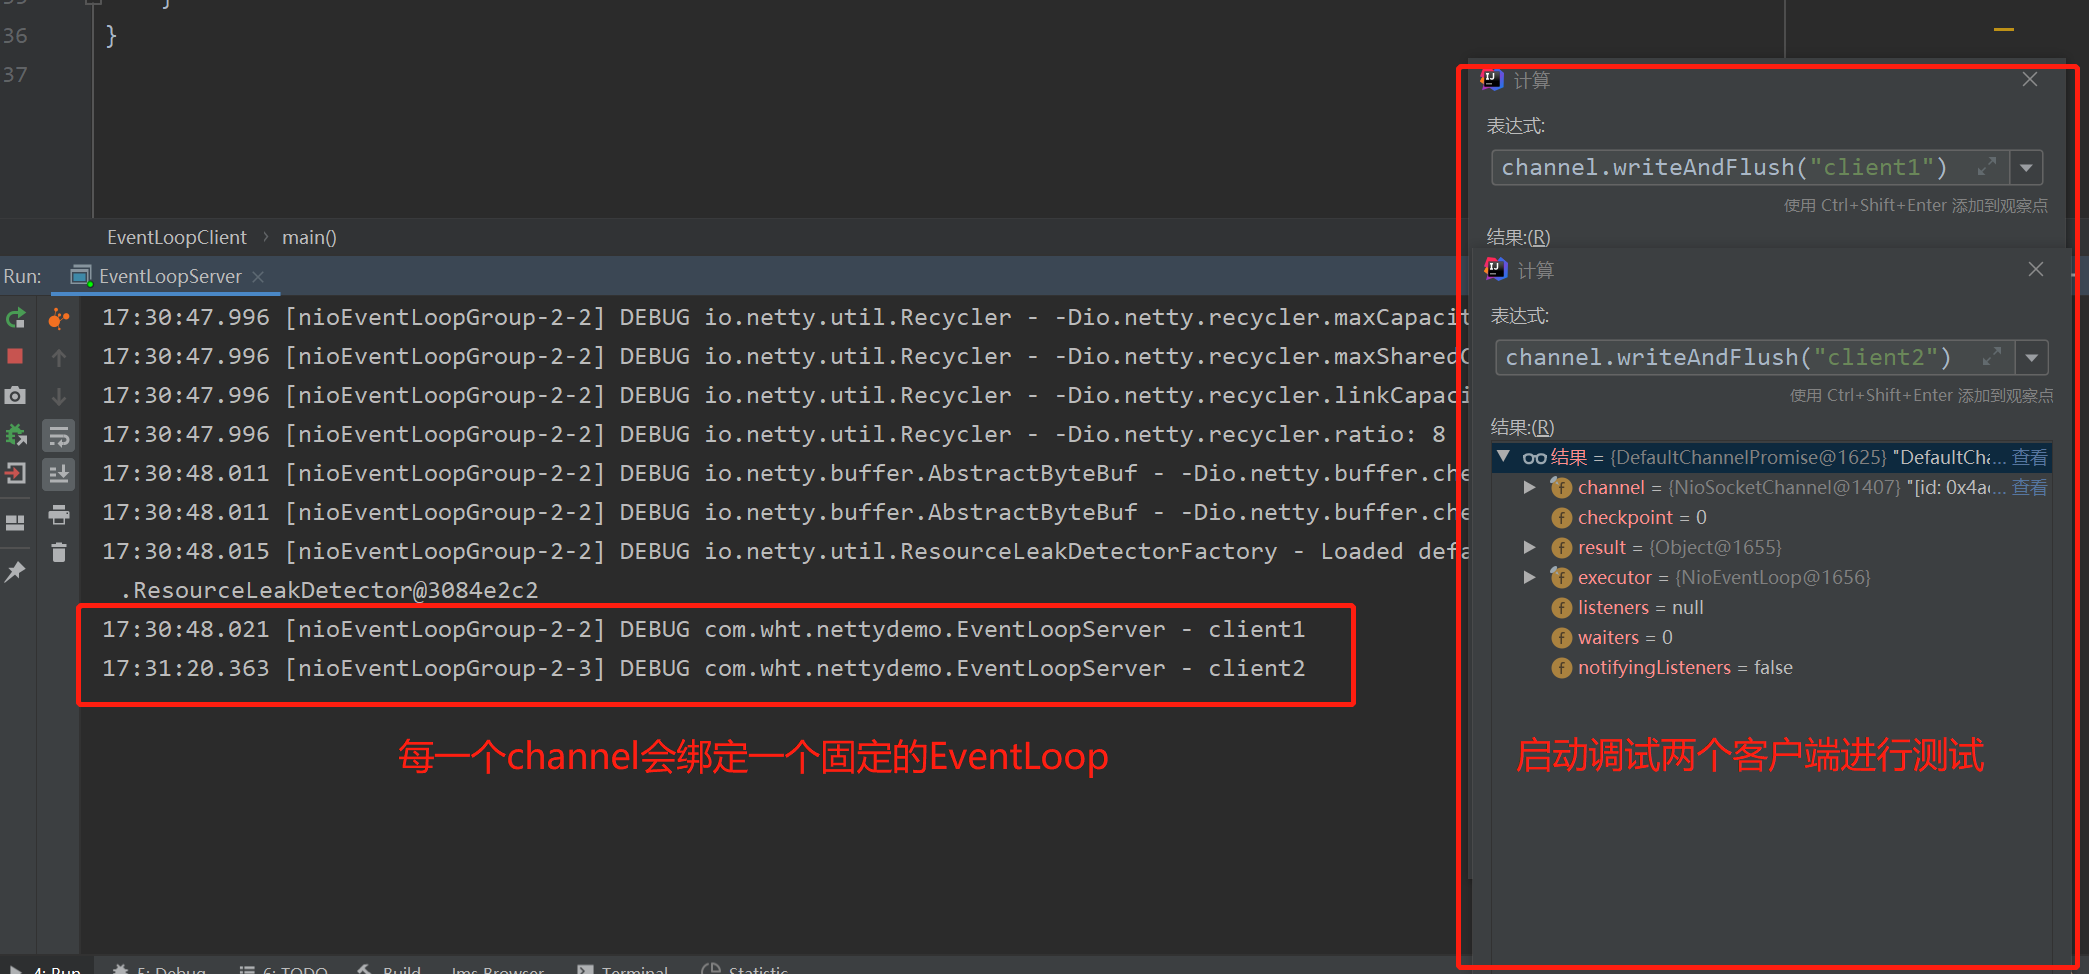 36 }
37
EventLoopClient › main()
Run: EventLoopServer
17:30:47.996 [nioEventLoopGroup-2-2] DEBUG io.netty.util.Recycler - -Dio.netty.recycler.maxCapacit
17:30:47.996 [nioEventLoopGroup-2-2] DEBUG io.netty.util.Recycler - -Dio.netty.recycler.maxShared
17:30:47.996 [nioEventLoopGroup-2-2] DEBUG io.netty.util.Recycler - -Dio.netty.recycler.linkCapaci
17:30:47.996 [nioEventLoopGroup-2-2] DEBUG io.netty.util.Recycler - -Dio.netty.recycler.ratio: 8
17:30:48.011 [nioEventLoopGroup-2-2] DEBUG io.netty.buffer.AbstractByteBuf - -Dio.netty.buffer.che
17:30:48.011 [nioEventLoopGroup-2-2] DEBUG io.netty.buffer.AbstractByteBuf - -Dio.netty.buffer.che
17:30:48.015 [nioEventLoopGroup-2-2] DEBUG io.netty.util.ResourceLeakDetectorFactory - Loaded defa
.ResourceLeakDetector@3084e2c2
17:30:48.021 [nioEventLoopGroup-2-2] DEBUG com.wht.nettydemo.EventLoopServer - client1
17:31:20.363 [nioEventLoopGroup-2-3] DEBUG com.wht.nettydemo.EventLoopServer - client2
每一个channel会绑定一个固定的EventLoop
计算
表达式:
channel.writeAndFlush("client1")
使用 Ctrl+Shift+Enter 添加到观察点
结果:(R)
计算
表达式:
channel.writeAndFlush("client2")
使用 Ctrl+Shift+Enter 添加到观察点
结果:(R)
结果 = {DefaultChannelPromise@1625} "DefaultCha... 查看
channel = {NioSocketChannel@1407} "[id: 0x4a... 查看
checkpoint = 0
result = {Object@1655}
executor = {NioEventLoop@1656}
listeners = null
waiters = 0
notifyingListeners = false
启动调试两个客户端进行测试
4: Run 5: Debug 6: TODO Build Jms Browser Terminal Statistic